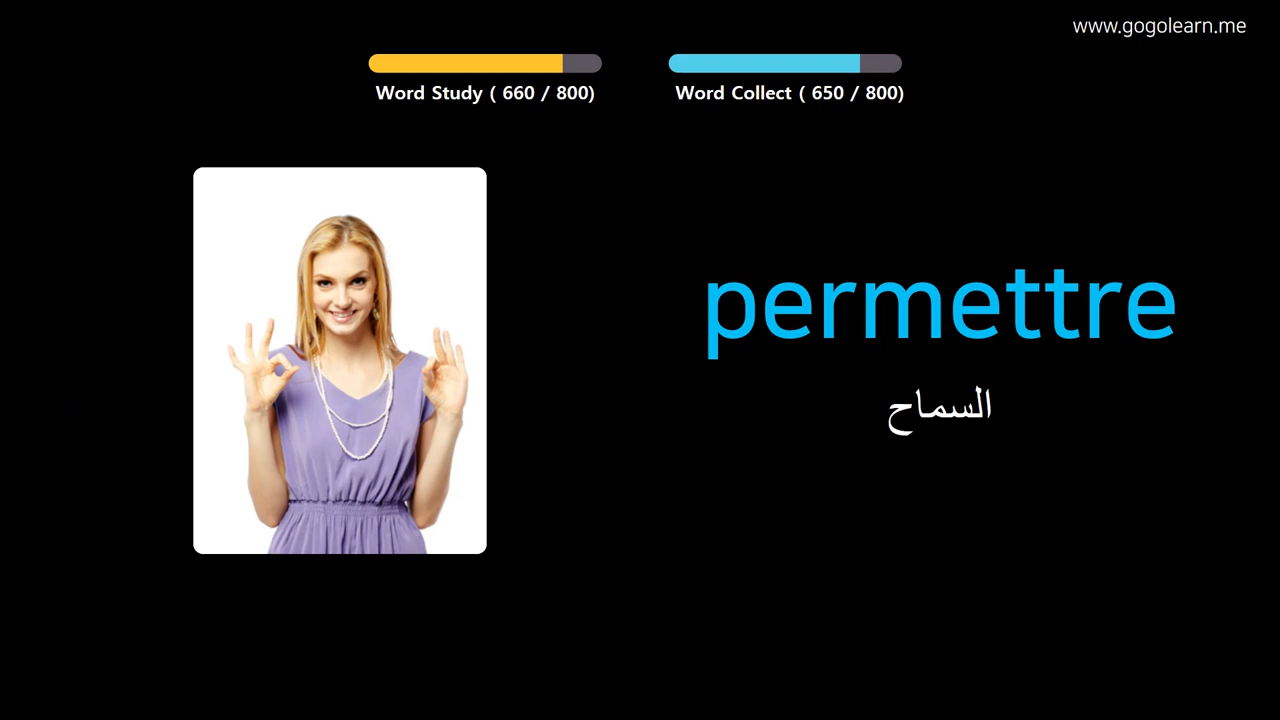 www.gogolearn.me
Word Study ( 660 / 800)
Word Collect ( 650 / 800)
permettre
السماح